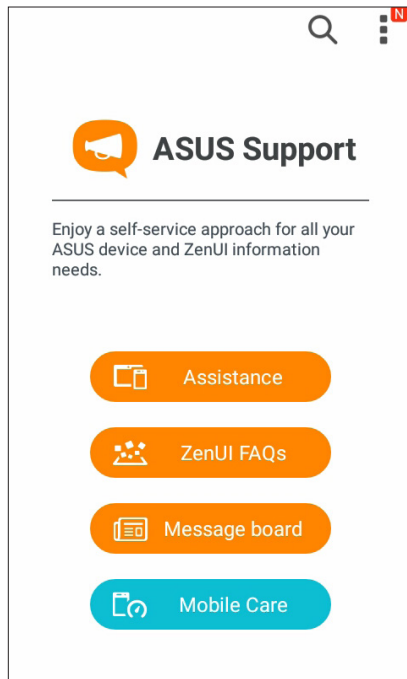 N
ASUS Support
Enjoy a self-service approach for all your
ASUS device and ZenUI information
needs.
Assistance
ZenUI FAQs
Message board
Mobile Care